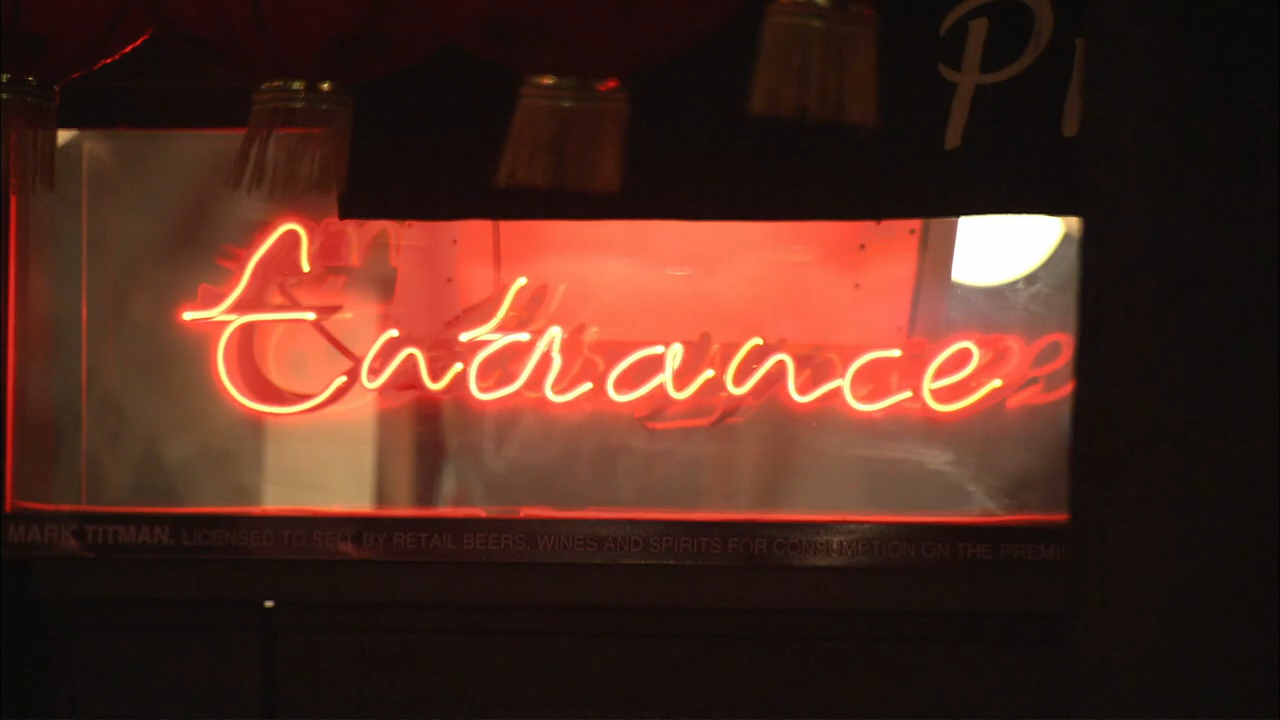 P
Entrance
MARK TITMAN. LICENSED TO SELL BY RETAIL BEERS, WINES AND SPIRITS FOR CONSUMPTION ON THE PREMI